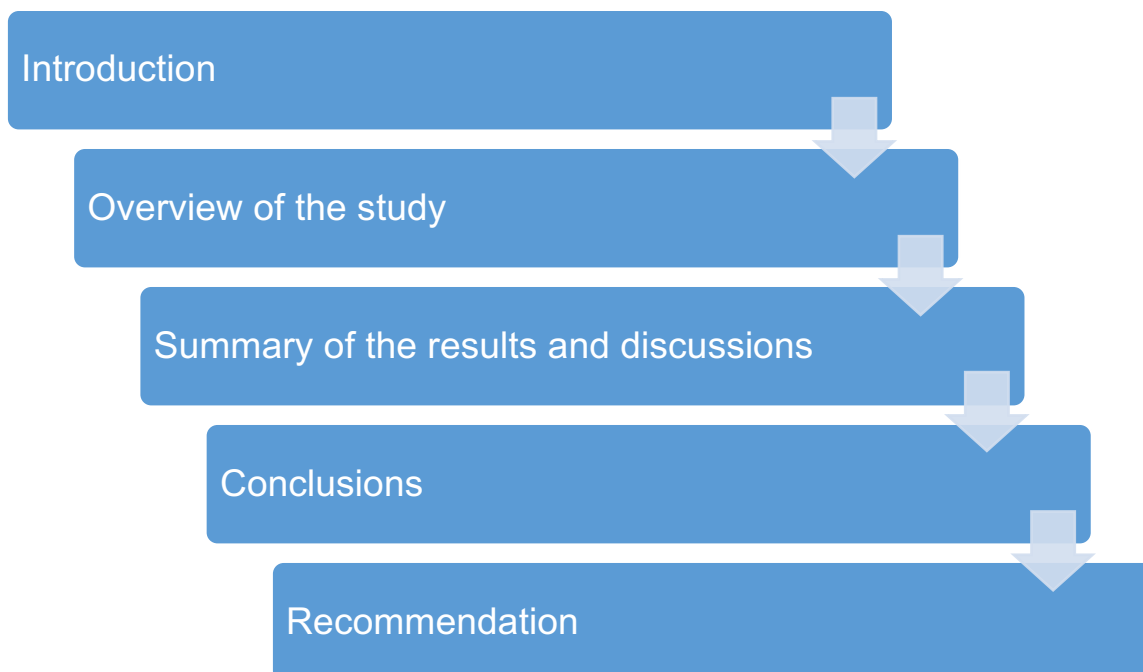 Introduction
Overview of the study
Summary of the results and discussions
Conclusions
Recommendation